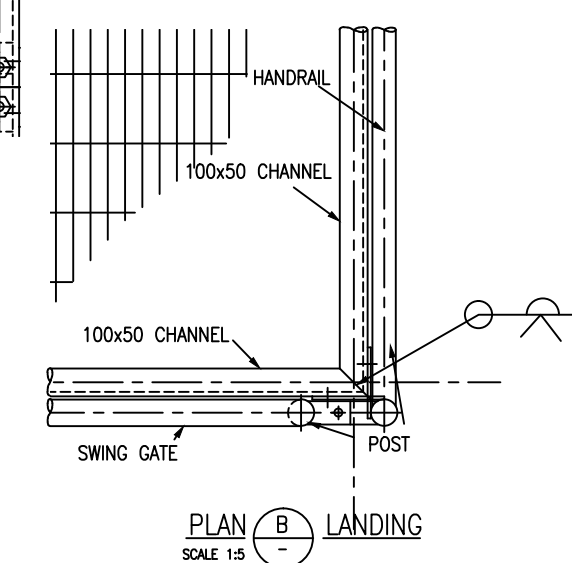 HANDRAIL
100x50 CHANNEL
100x50 CHANNEL
SWING GATE
POST
PLAN B LANDING
SCALE 1:5 -